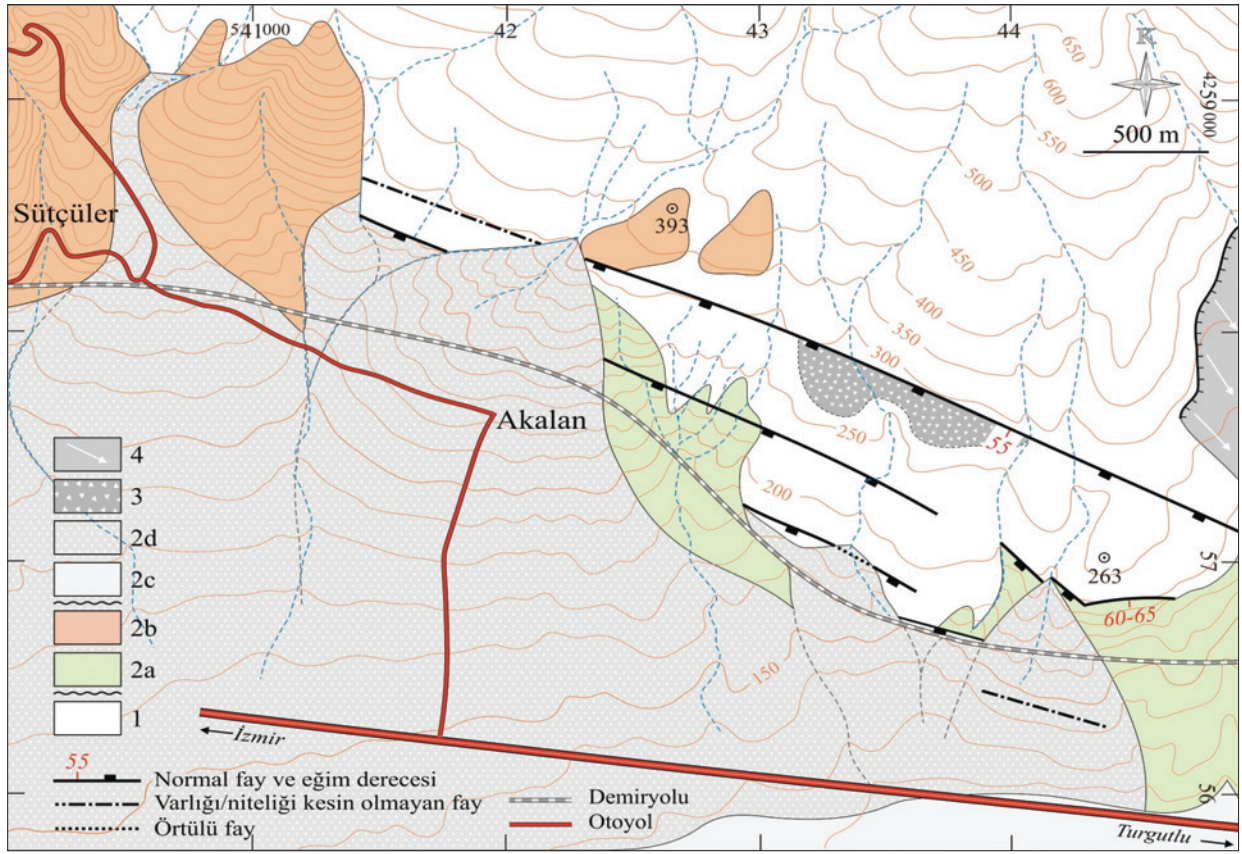 541000
42
43
44
650
K
600
4259000
550
500 m
500
Sütçüler
393
450
400
350
300
Akalan
250
55
4
3
200
2d
263
57
2c
60-65
2b
2a
150
1
İzmir
55
Normal fay ve eğim derecesi
Varlığı/niteliği kesin olmayan fay
Örtülü fay
Demiryolu
Otoyol
56
Turgutlu